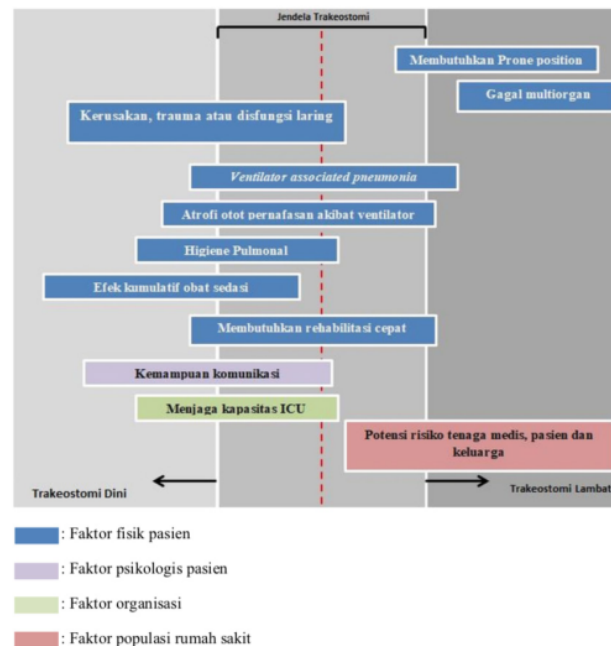 Jendela Trakeostomi
Membutuhkan Prone position
Gagal multiorgan
Kerusakan, trauma atau disfungsi laring
Ventilator associated pneumonia
Atrofi otot pernafasan akibat ventilator
Higiene Pulmonal
Efek kumulatif obat sedasi
Membutuhkan rehabilitasi cepat
Kemampuan komunikasi
Menjaga kapasitas ICU
Potensi risiko tenaga medis, pasien dan
keluarga
Trakeostomi Dini
Trakeostomi Lambat
: Faktor fisik pasien
: Faktor psikologis pasien
: Faktor organisasi
: Faktor populasi rumah sakit